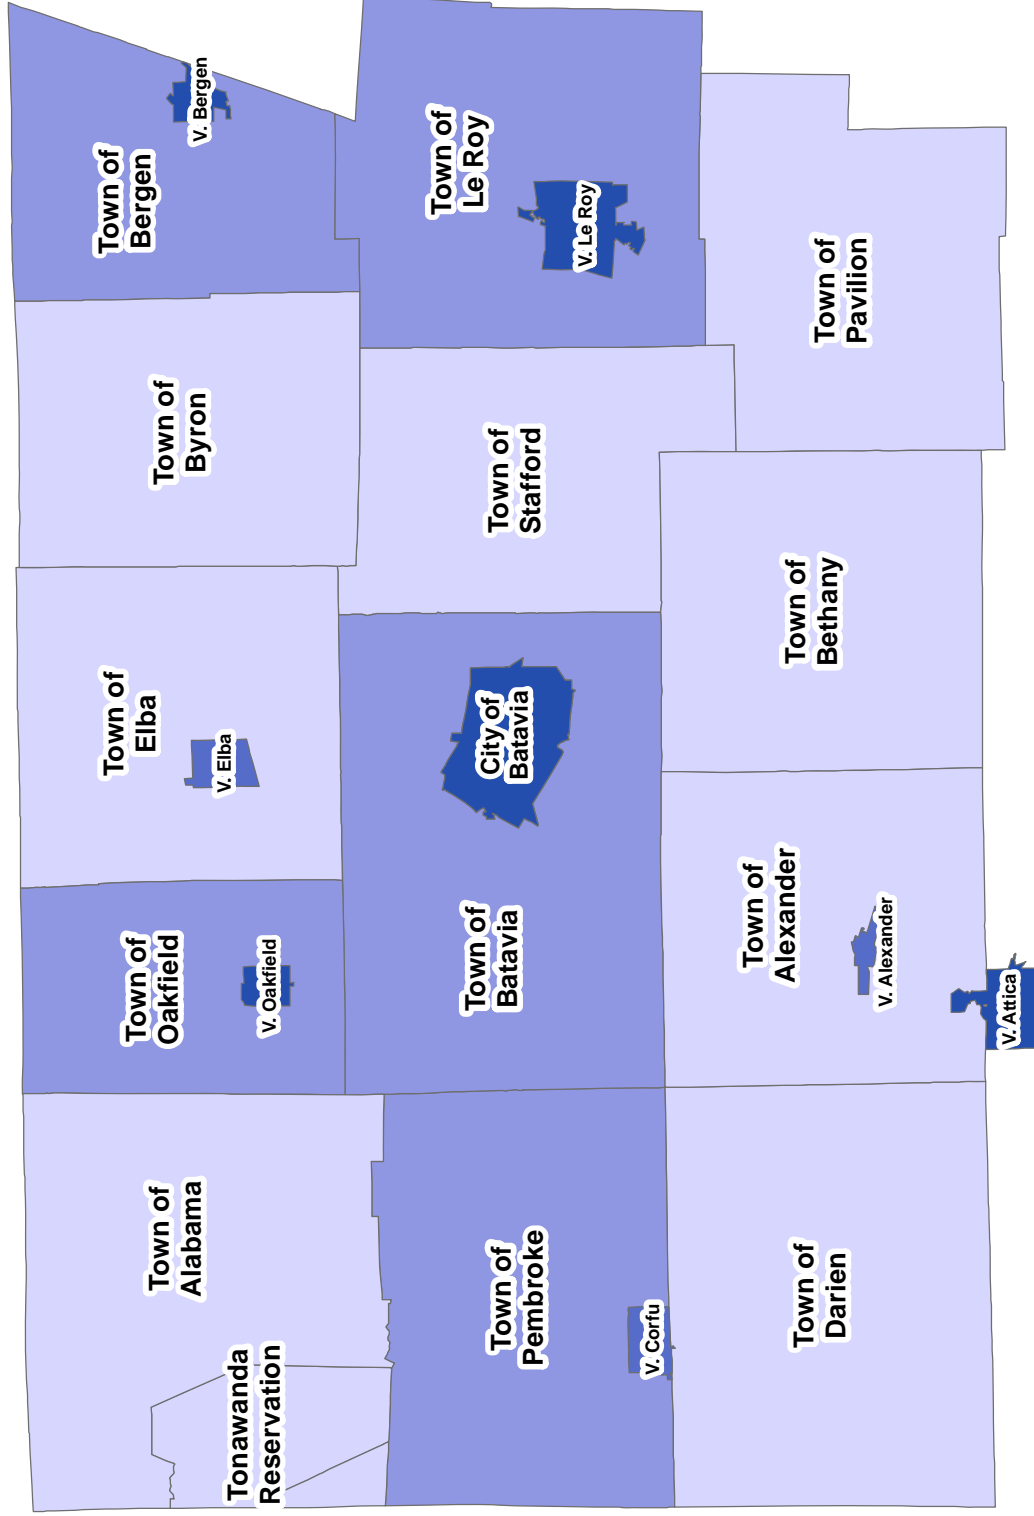 Town of
Alabama
Tonawanda
Reservation
Town of
Oakfield
V. Oakfield
Town of
Elba
V. Elba
Town of
Byron
Town of
Bergen
V. Bergen
Town of
Pembroke
V. Corfu
Town of
Batavia
City of
Batavia
Town of
Stafford
Town of
Le Roy
V. Le Roy
Town of
Darien
Town of
Alexander
V. Alexander
V. Attica
Town of
Bethany
Town of
Pavilion